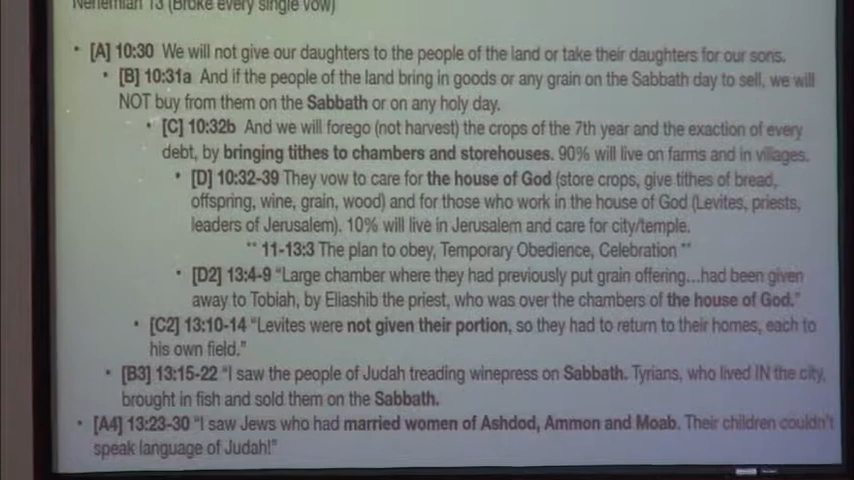 Nehemiah 13 (Broke every single vow)
• [A] 10:30 We will not give our daughters to the people of the land or take their daughters for our sons.
• [B] 10:31a And if the people of the land bring in goods or any grain on the Sabbath day to sell, we will
NOT buy from them on the Sabbath or on any holy day.
• [C] 10:32b And we will forego (not harvest) the crops of the 7th year and the exaction of every
debt, by bringing tithes to chambers and storehouses. 90% will live on farms and in villages.
• [D] 10:32-39 They vow to care for the house of God (store crops, give tithes of bread,
offspring, wine, grain, wood) and for those who work in the house of God (Levites, priests,
leaders of Jerusalem). 10% will live in Jerusalem and care for city/temple.
** 11-13:3 The plan to obey, Temporary Obedience, Celebration **
• [D2] 13:4-9 “Large chamber where they had previously put grain offering...had been given
away to Tobiah, by Eliashib the priest, who was over the chambers of the house of God.”
• [C2] 13:10-14 “Levites were not given their portion, so they had to return to their homes, each to
his own field.”
• [B3] 13:15-22 “I saw the people of Judah treading winepress on Sabbath. Tyrians, who lived IN the city,
brought in fish and sold them on the Sabbath.
• [A4] 13:23-30 “I saw Jews who had married women of Ashdod, Ammon and Moab. Their children couldn’t
speak language of Judah!”